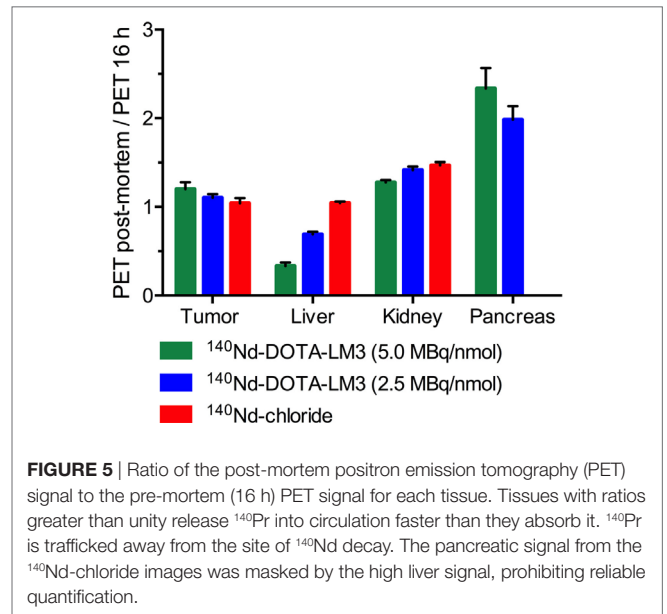 PET post-mortem / PET 16 h
3
2
1
0
Tumor Liver Kidney Pancreas
¹⁴⁰Nd-DOTA-LM3 (5.0 MBq/nmol)
¹⁴⁰Nd-DOTA-LM3 (2.5 MBq/nmol)
¹⁴⁰Nd-chloride
FIGURE 5 | Ratio of the post-mortem positron emission tomography (PET)
signal to the pre-mortem (16 h) PET signal for each tissue. Tissues with ratios
greater than unity release ¹⁴⁰Pr into circulation faster than they absorb it. ¹⁴⁰Pr
is trafficked away from the site of ¹⁴⁰Nd decay. The pancreatic signal from the
¹⁴⁰Nd-chloride images was masked by the high liver signal, prohibiting reliable
quantification.